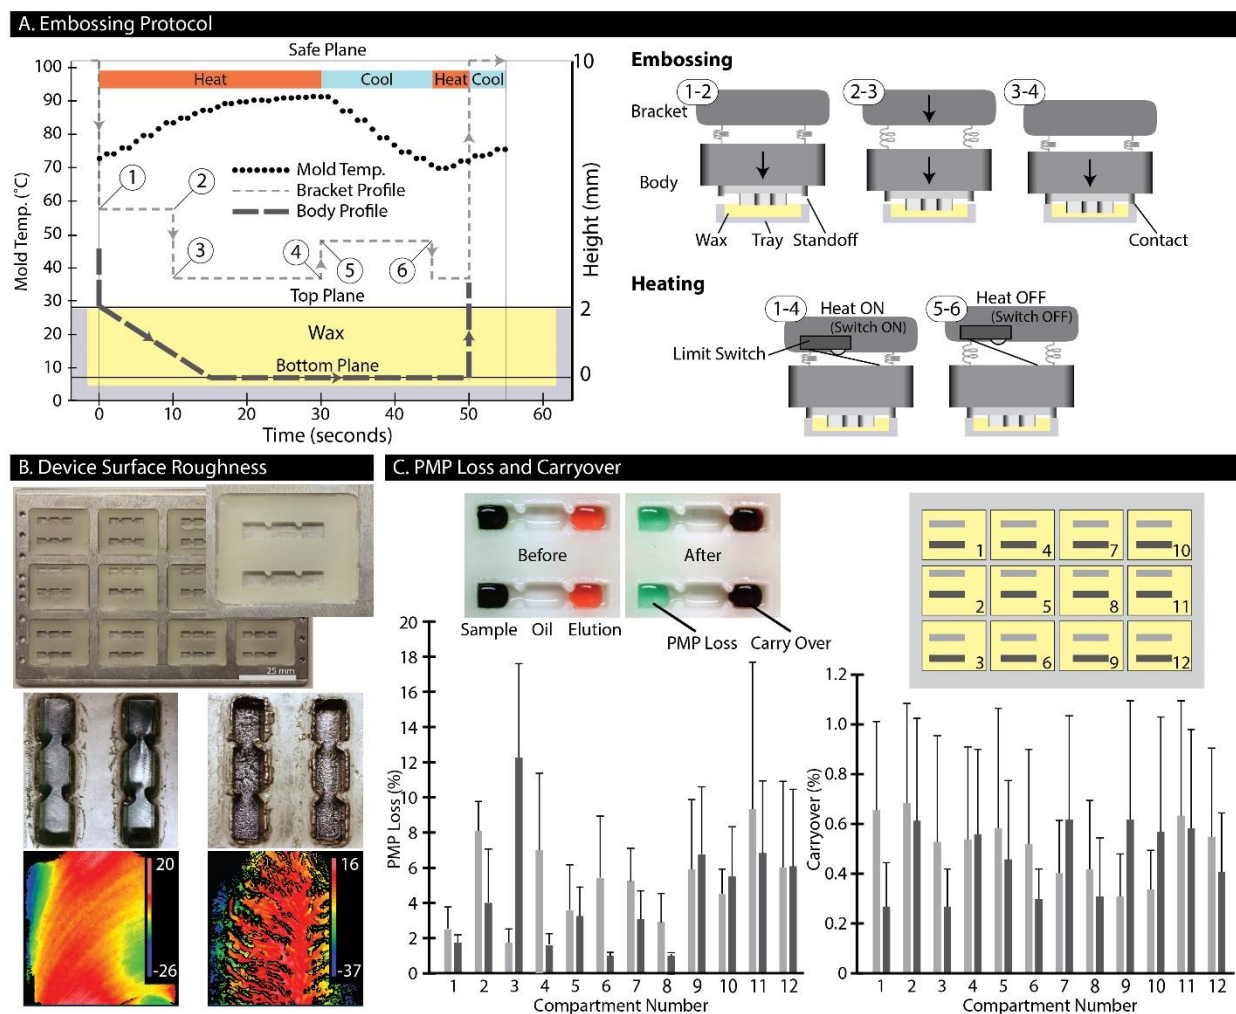 A. Embossing Protocol
Safe Plane
100
90
80
70
60
50
40
30
20
10
0
Mold Temp. (˚C)
Heat
Cool
Heat
Cool
10
2
0
Height (mm)
Mold Temp.
Bracket Profile
Body Profile
1
2
3
4
5
6
Top Plane
Wax
Bottom Plane
0
10
20
30
40
50
60
Time (seconds)
Embossing
1-2
2-3
3-4
Bracket
Body
Wax
Tray
Standoff
Contact
Heating
1-4
Heat ON
(Switch ON)
5-6
Heat OFF
(Switch OFF)
Limit Switch
B. Device Surface Roughness
25 mm
20
-26
16
-37
C. PMP Loss and Carryover
Before
After
Sample
Oil
Elution
PMP Loss
Carry Over
20
18
16
14
12
10
8
6
4
2
0
PMP Loss (%)
1
2
3
4
5
6
7
8
9
10
11
12
Compartment Number
1
4
7
10
2
5
8
11
3
6
9
12
1.2
1.0
0.8
0.6
0.4
0.2
0
Carryover (%)
1
2
3
4
5
6
7
8
9
10
11
12
Compartment Number